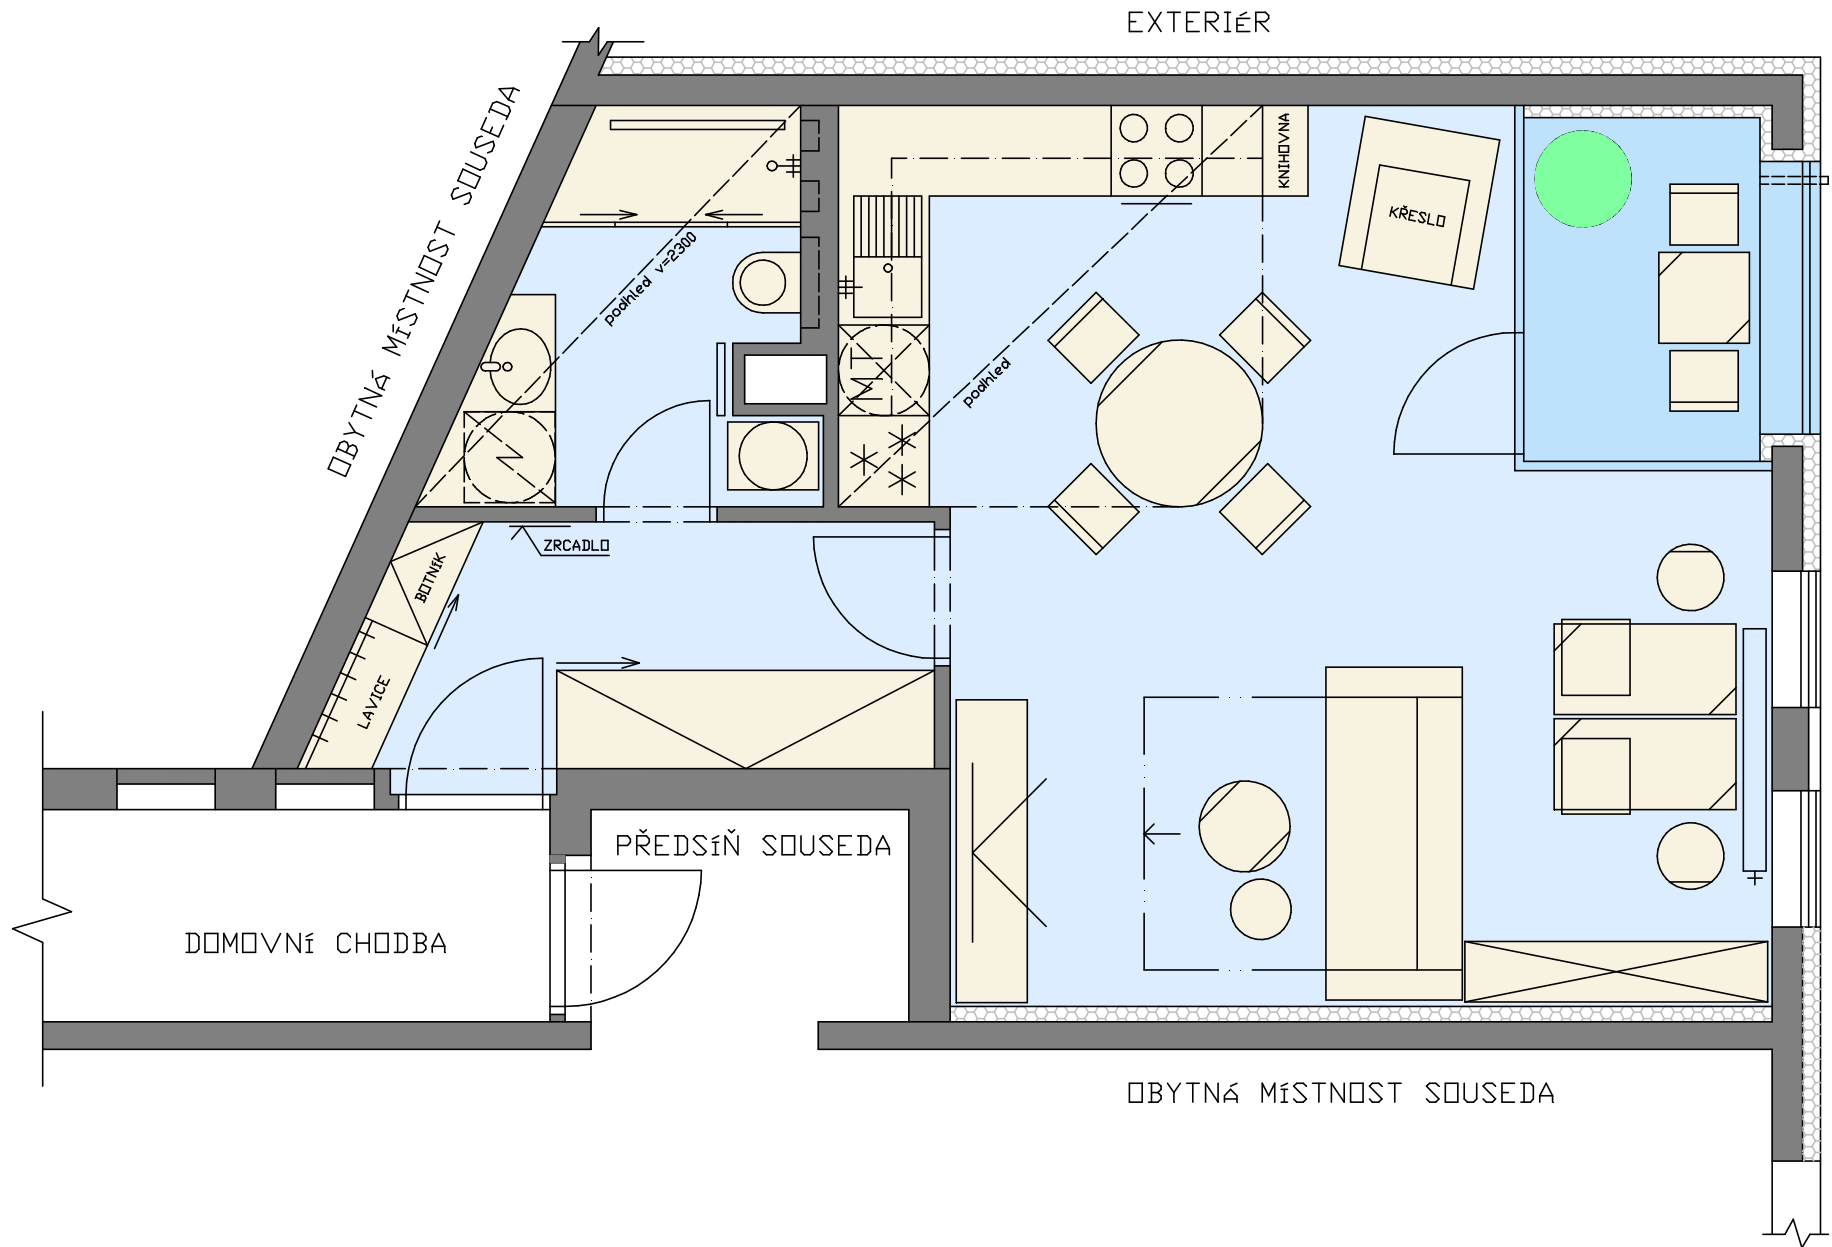 EXTERIÉR
OBYTNÁ MÍSTNOST SOUSEDA
KNIHOVNA
KŘESLO
podhled v=2300
podhled
MT
N
ZRCADLO
BOTNÍK
LAVICE
PŘEDSÍŇ SOUSEDA
DOMOVNÍ CHODBA
OBYTNÁ MÍSTNOST SOUSEDA